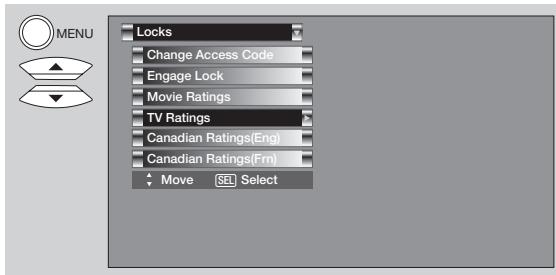 MENU
Locks
Change Access Code
Engage Lock
Movie Ratings
TV Ratings
Canadian Ratings(Eng)
Canadian Ratings(Frn)
Move SEL Select